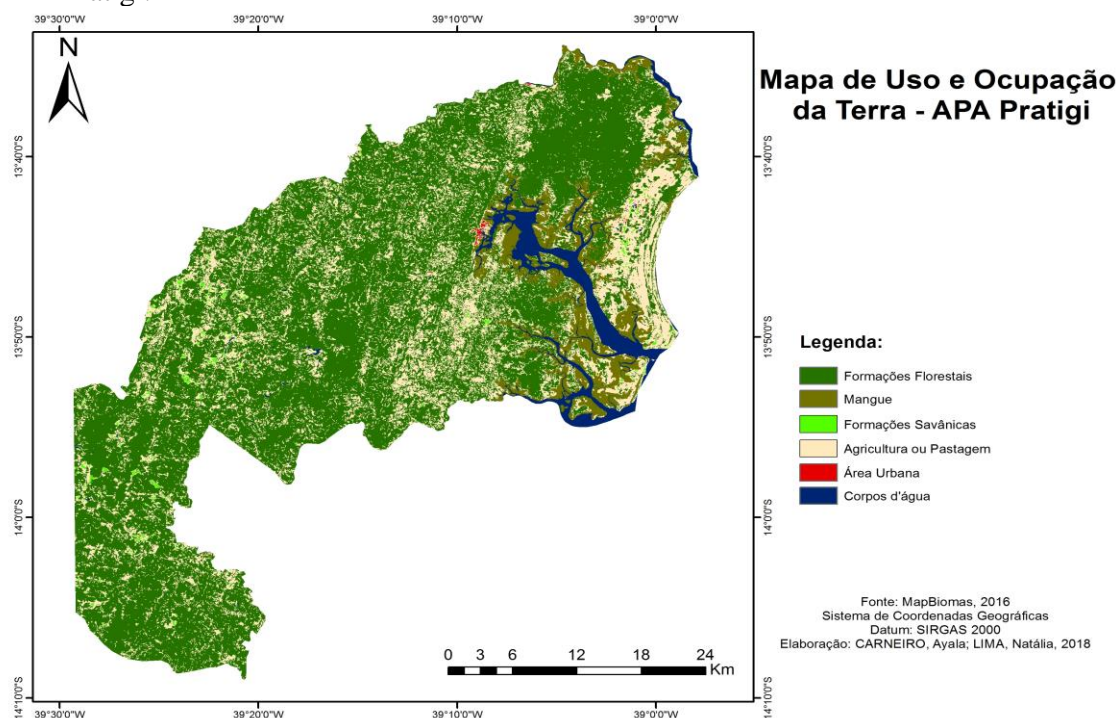 39°30'0"W 39°20'0"W 39°10'0"W 39°0'0"W
N
Mapa de Uso e Ocupação
da Terra - APA Pratigi
13°40'0"S 13°40'0"S
13°50'0"S 13°50'0"S
Legenda:
Formações Florestais
Mangue
Formações Savânicas
Agricultura ou Pastagem
Área Urbana
Corpos d'água
14°0'0"S 14°0'0"S
Fonte: MapBiomas, 2016
Sistema de Coordenadas Geográficas
Datum: SIRGAS 2000
Elaboração: CARNEIRO, Ayala; LIMA, Natália, 2018
0 3 6 12 18 24
Km
14°10'0"S 14°10'0"S
39°30'0"W 39°20'0"W 39°10'0"W 39°0'0"W